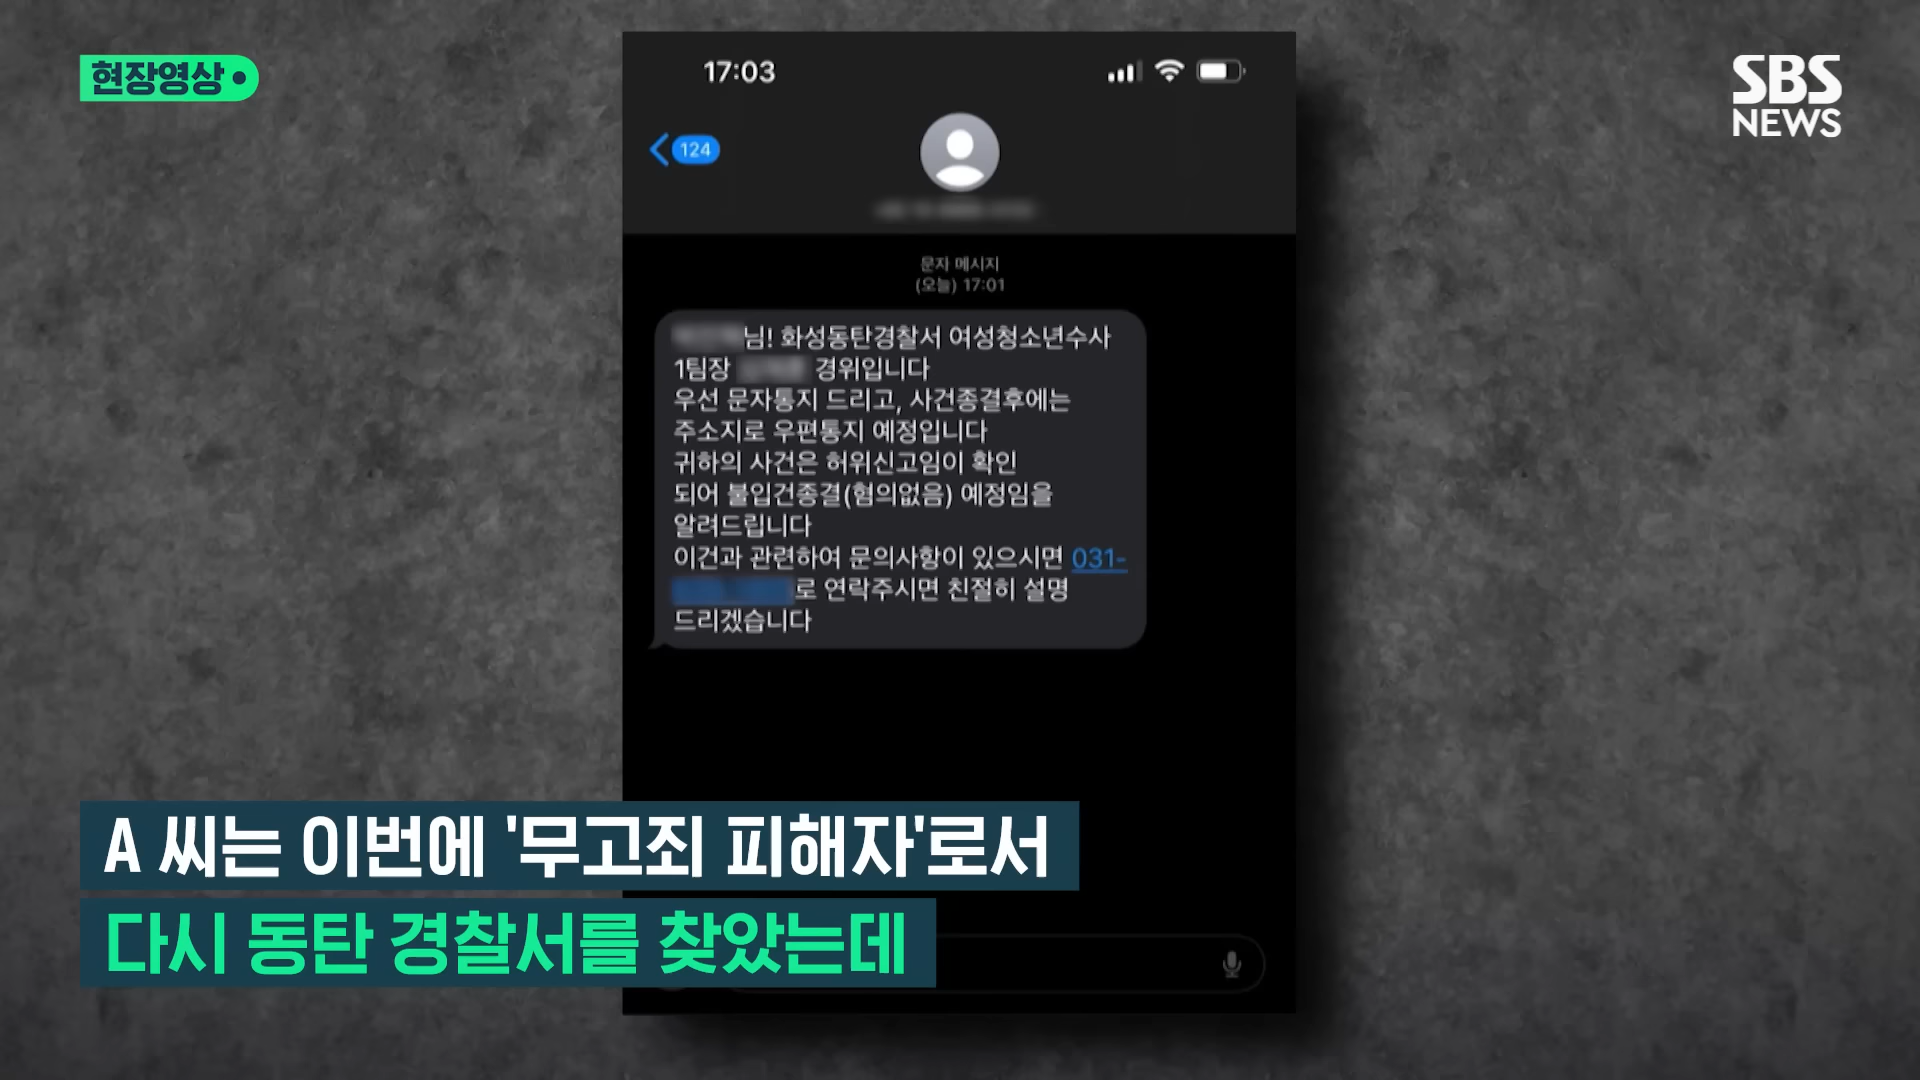 현장영상
SBS
NEWS
17:03
124
문자 메시지
(오늘) 17:01
님! 화성동탄경찰서 여성청소년수사
1팀장 경위입니다
우선 문자통지 드리고, 사건종결후에는
주소지로 우편통지 예정입니다
귀하의 사건은 허위신고임이 확인
되어 불입건종결(혐의없음) 예정임을
알려드립니다
이건과 관련하여 문의사항이 있으시면 031-
로 연락주시면 친절히 설명
드리겠습니다
A 씨는 이번에 '무고죄 피해자'로서
다시 동탄 경찰서를 찾았는데